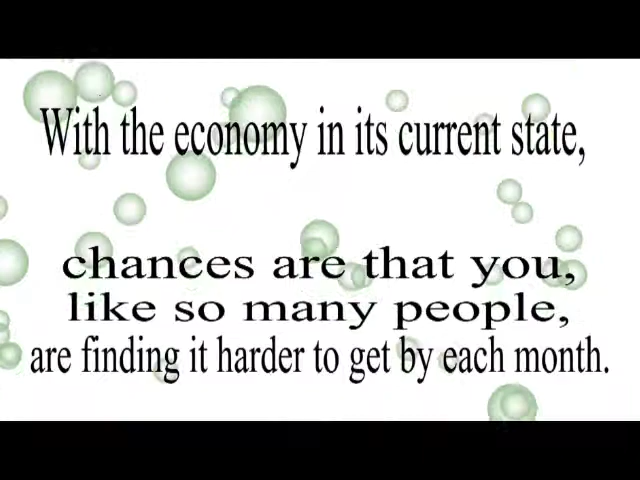 With the economy in its current state,
chances are that you,
like so many people,
are finding it harder to get by each month.